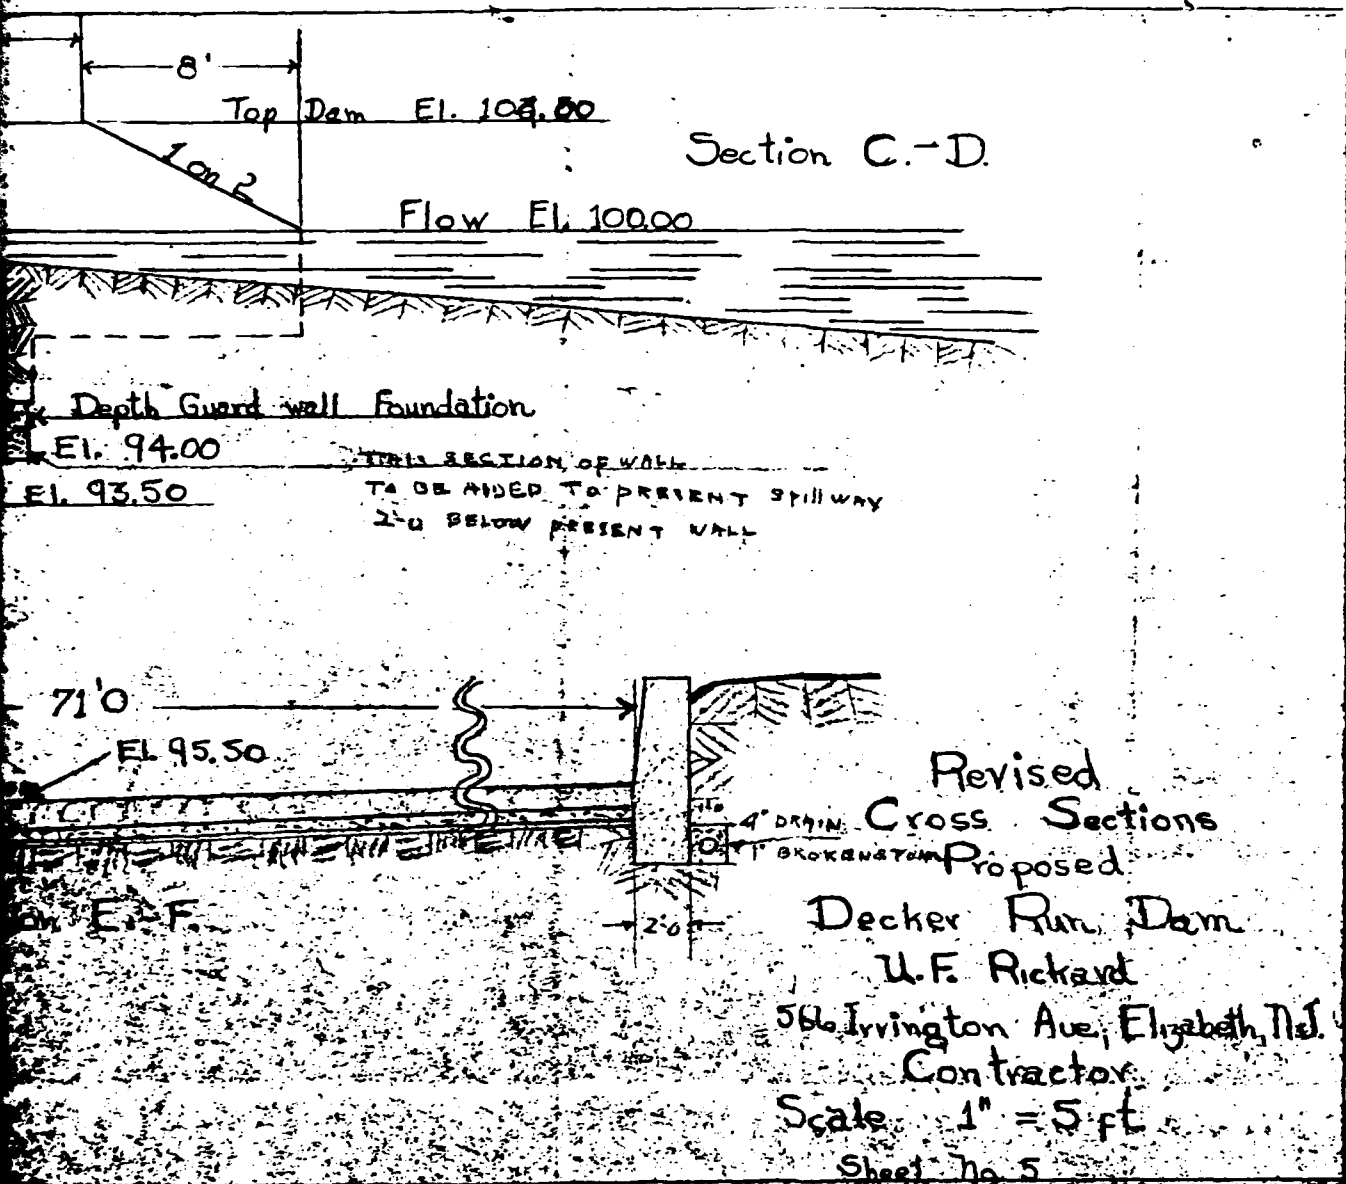 8'
Top Dam El. 00
1 on 2
Section C.-D.
Flow El. 100.00
Depth Guard wall Foundation
El. 94.00
El. 93.50
THIS SECTION OF WALL
TO BE ADDED TO PRESENT Spillway
2'-0 BELOW PRESENT WALL
71'0
El. 95.50
4" DRAIN
1" BROKEN STONE
E-F.
2'-0
Revised
Cross Sections
Proposed
Decker Run Dam
U.F. Rickard
566 Irvington Ave, Elizabeth, N.J.
Contractor
Scale 1" = 5 ft
Sheet No 5